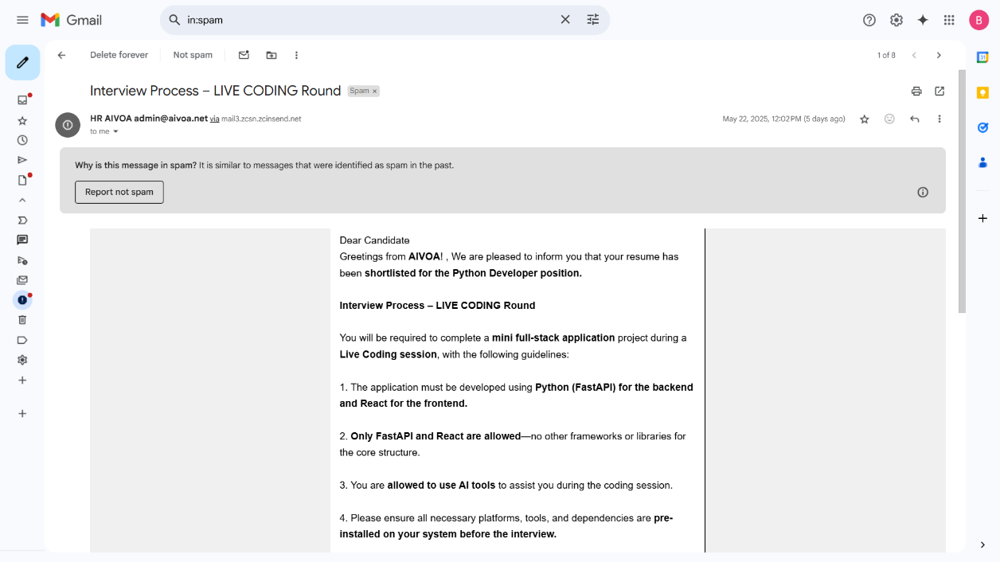 Gmail
in:spam
B
Delete forever
Not spam
1 of 8
Interview Process – LIVE CODING Round
Spam ×
HR AIVOA admin@aivoa.net via mail3.zcsn.zcinsend.net
May 22, 2025, 12:02 PM (5 days ago)
to me
Why is this message in spam? It is similar to messages that were identified as spam in the past.
Report not spam
31
Dear Candidate
Greetings from AIVOA! , We are pleased to inform you that your resume has
been shortlisted for the Python Developer position.
Interview Process – LIVE CODING Round
You will be required to complete a mini full-stack application project during a
Live Coding session, with the following guidelines:
1. The application must be developed using Python (FastAPI) for the backend
and React for the frontend.
2. Only FastAPI and React are allowed—no other frameworks or libraries for
the core structure.
3. You are allowed to use AI tools to assist you during the coding session.
4. Please ensure all necessary platforms, tools, and dependencies are pre-
installed on your system before the interview.